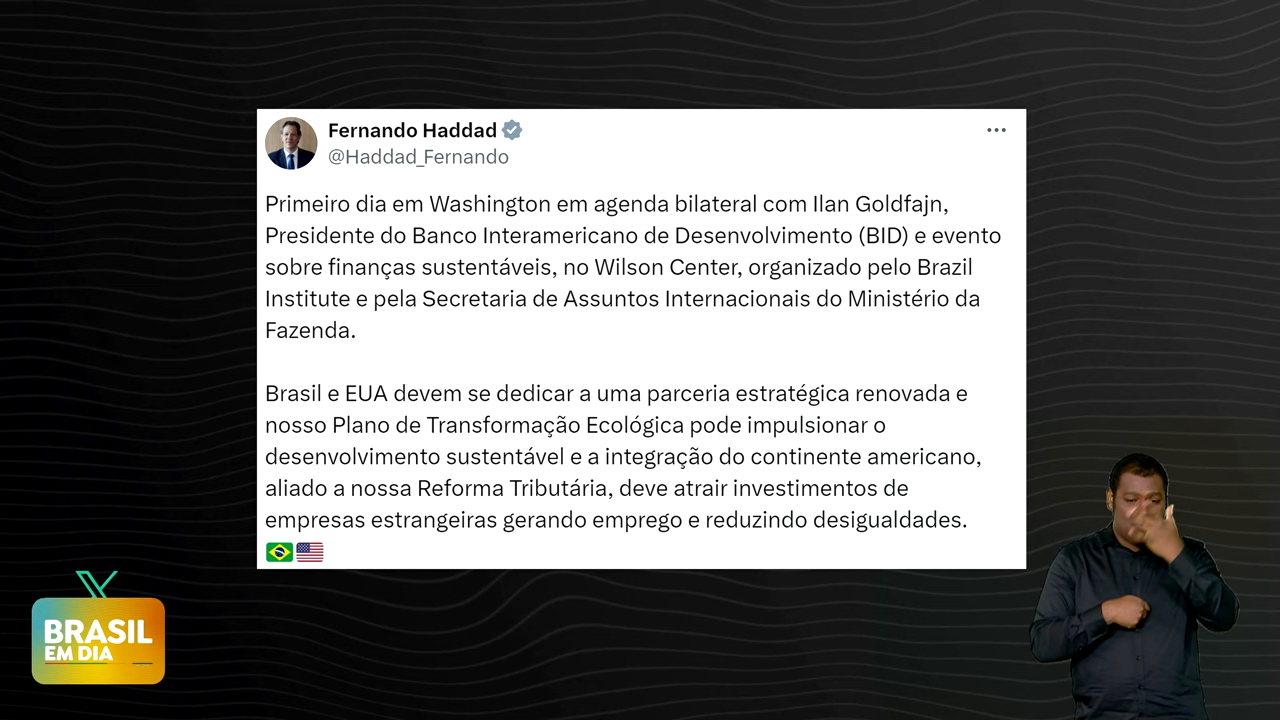 Fernando Haddad
@Haddad_Fernando
Primeiro dia em Washington em agenda bilateral com Ilan Goldfajn,
Presidente do Banco Interamericano de Desenvolvimento (BID) e evento
sobre finanças sustentáveis, no Wilson Center, organizado pelo Brazil
Institute e pela Secretaria de Assuntos Internacionais do Ministério da
Fazenda.
Brasil e EUA devem se dedicar a uma parceria estratégica renovada e
nosso Plano de Transformação Ecológica pode impulsionar o
desenvolvimento sustentável e a integração do continente americano,
aliado a nossa Reforma Tributária, deve atrair investimentos de
empresas estrangeiras gerando emprego e reduzindo desigualdades.
BRASIL
EM DIA